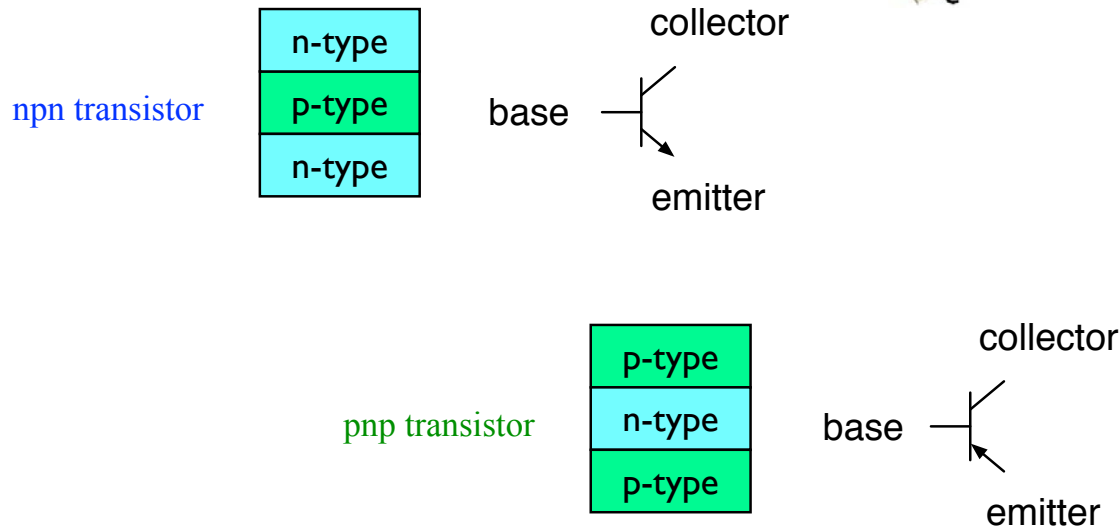 collector
n-type
npn transistor
p-type
base
n-type
emitter
collector
p-type
pnp transistor
n-type
base
p-type
emitter